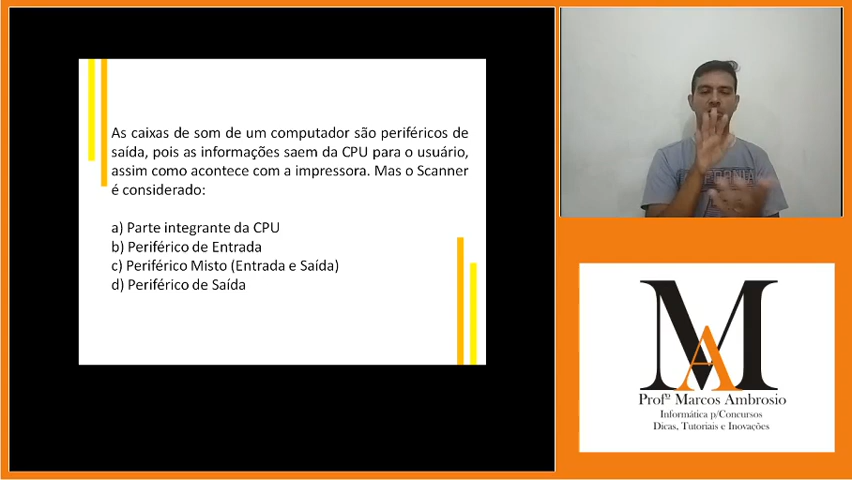 As caixas de som de um computador são periféricos de
saída, pois as informações saem da CPU para o usuário,
assim como acontece com a impressora. Mas o Scanner
é considerado:
a) Parte integrante da CPU
b) Periférico de Entrada
c) Periférico Misto (Entrada e Saída)
d) Periférico de Saída
MA
Profº Marcos Ambrosio
Informática p/Concursos
Dicas, Tutoriais e Inovações